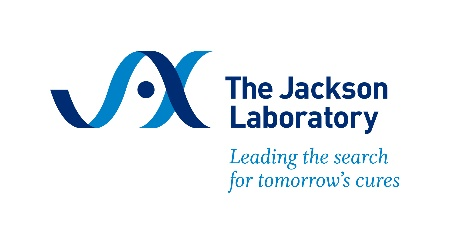 The Jackson
Laboratory
Leading the search
for tomorrow's cures